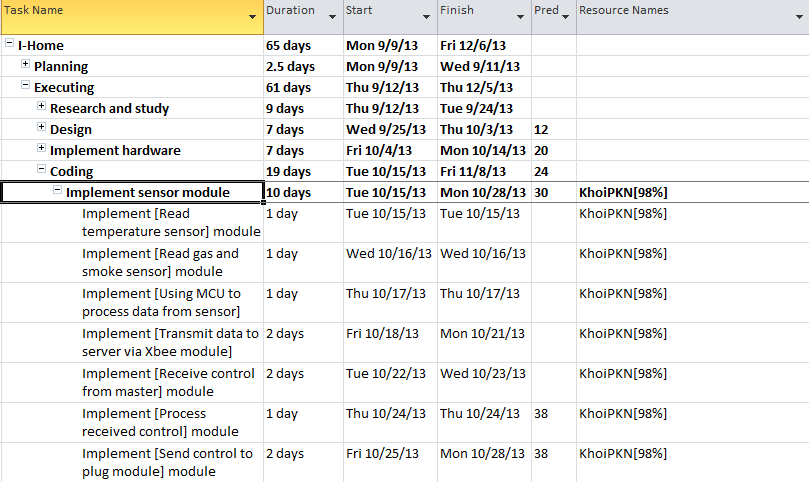 Task Name Duration Start Finish Pred Resource Names
I-Home 65 days Mon 9/9/13 Fri 12/6/13
Planning 2.5 days Mon 9/9/13 Wed 9/11/13
Executing 61 days Thu 9/12/13 Thu 12/5/13
Research and study 9 days Thu 9/12/13 Tue 9/24/13
Design 7 days Wed 9/25/13 Thu 10/3/13 12
Implement hardware 7 days Fri 10/4/13 Mon 10/14/13 20
Coding 19 days Tue 10/15/13 Fri 11/8/13 24
Implement sensor module 10 days Tue 10/15/13 Mon 10/28/13 30 KhoiPKN[98%]
Implement [Read 1 day Tue 10/15/13 Tue 10/15/13 KhoiPKN[98%]
temperature sensor] module
Implement [Read gas and 1 day Wed 10/16/13 Wed 10/16/13 KhoiPKN[98%]
smoke sensor] module
Implement [Using MCU to 1 day Thu 10/17/13 Thu 10/17/13 KhoiPKN[98%]
process data from sensor]
Implement [Transmit data to 2 days Fri 10/18/13 Mon 10/21/13 KhoiPKN[98%]
server via Xbee module]
Implement [Receive control 2 days Tue 10/22/13 Wed 10/23/13 KhoiPKN[98%]
from master] module
Implement [Process 1 day Thu 10/24/13 Thu 10/24/13 38 KhoiPKN[98%]
received control] module
Implement [Send control to 2 days Fri 10/25/13 Mon 10/28/13 38 KhoiPKN[98%]
plug module] module